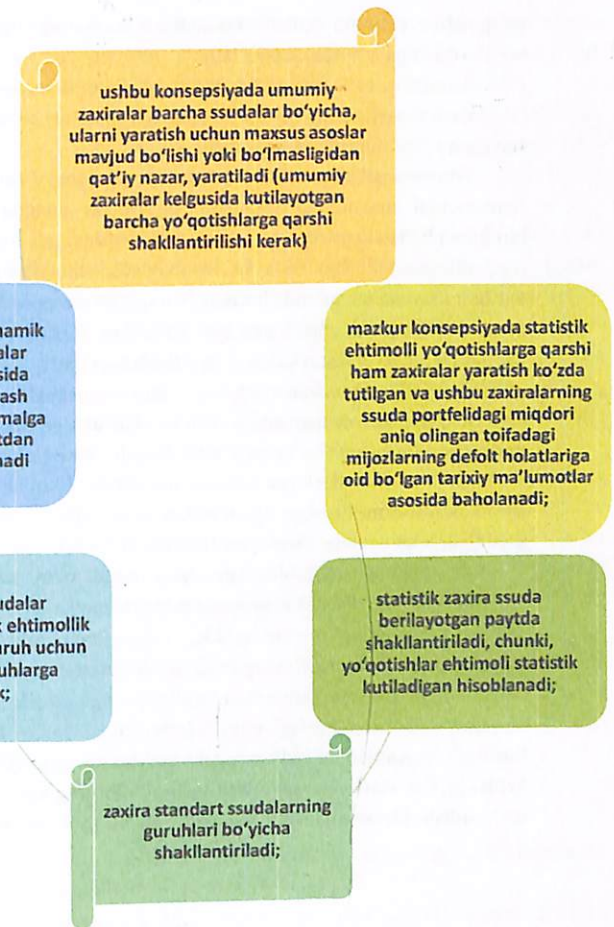 ushbu konsepsiyada umumiy
zaxiralar barcha ssudalar bo'yicha,
ularni yaratish uchun maxsus asoslar
mavjud bo'lishi yoki bo'lmasligidan
qat'iy nazar, yaratiladi (umumiy
zaxiralar kelgusida kutilayotgan
barcha yo'qotishlarga qarshi
shakllantirilishi kerak)
mazkur konsepsiyada statistik
ehtimolli yo'qotishlarga qarshi
ham zaxiralar yaratish ko'zda
tutilgan va ushbu zaxiralarning
ssuda portfelidagi miqdori
aniq olingan toifadagi
mijozlarning defolt holatlariga
oid bo'lgan tarixiy ma'lumotlar
asosida baholanadi;
statistik zaxira ssuda
berilayotgan paytda
shakllantiriladi, chunki,
yo'qotishlar ehtimoli statistik
kutiladigan hisoblanadi;
zaxira standart ssudalarning
guruhlari bo'yicha
shakllantiriladi;
ehtimollik
uchun